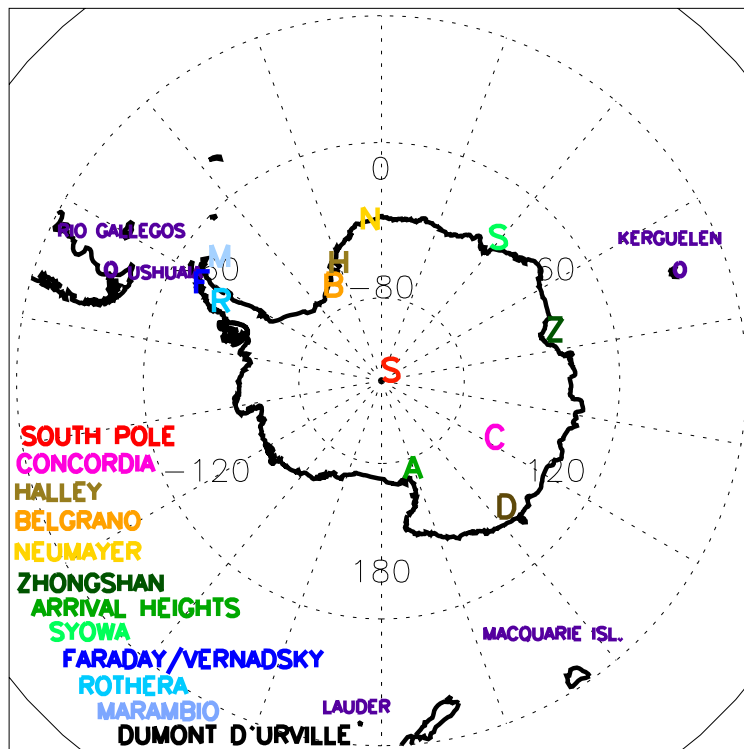 0
N
RIO GALLEGOS
S
KERGUELEN
M
H
O USHUAIA
60
60
O
F
B
-80
R
Z
S
SOUTH POLE
C
CONCORDIA
-120
A
120
HALLEY
D
BELGRANO
NEUMAYER
180
ZHONGSHAN
ARRIVAL HEIGHTS
SYOWA
MACQUARIE ISL.
FARADAY/VERNADSKY
ROTHERA
MARAMBIO
LAUDER
DUMONT D'URVILLE